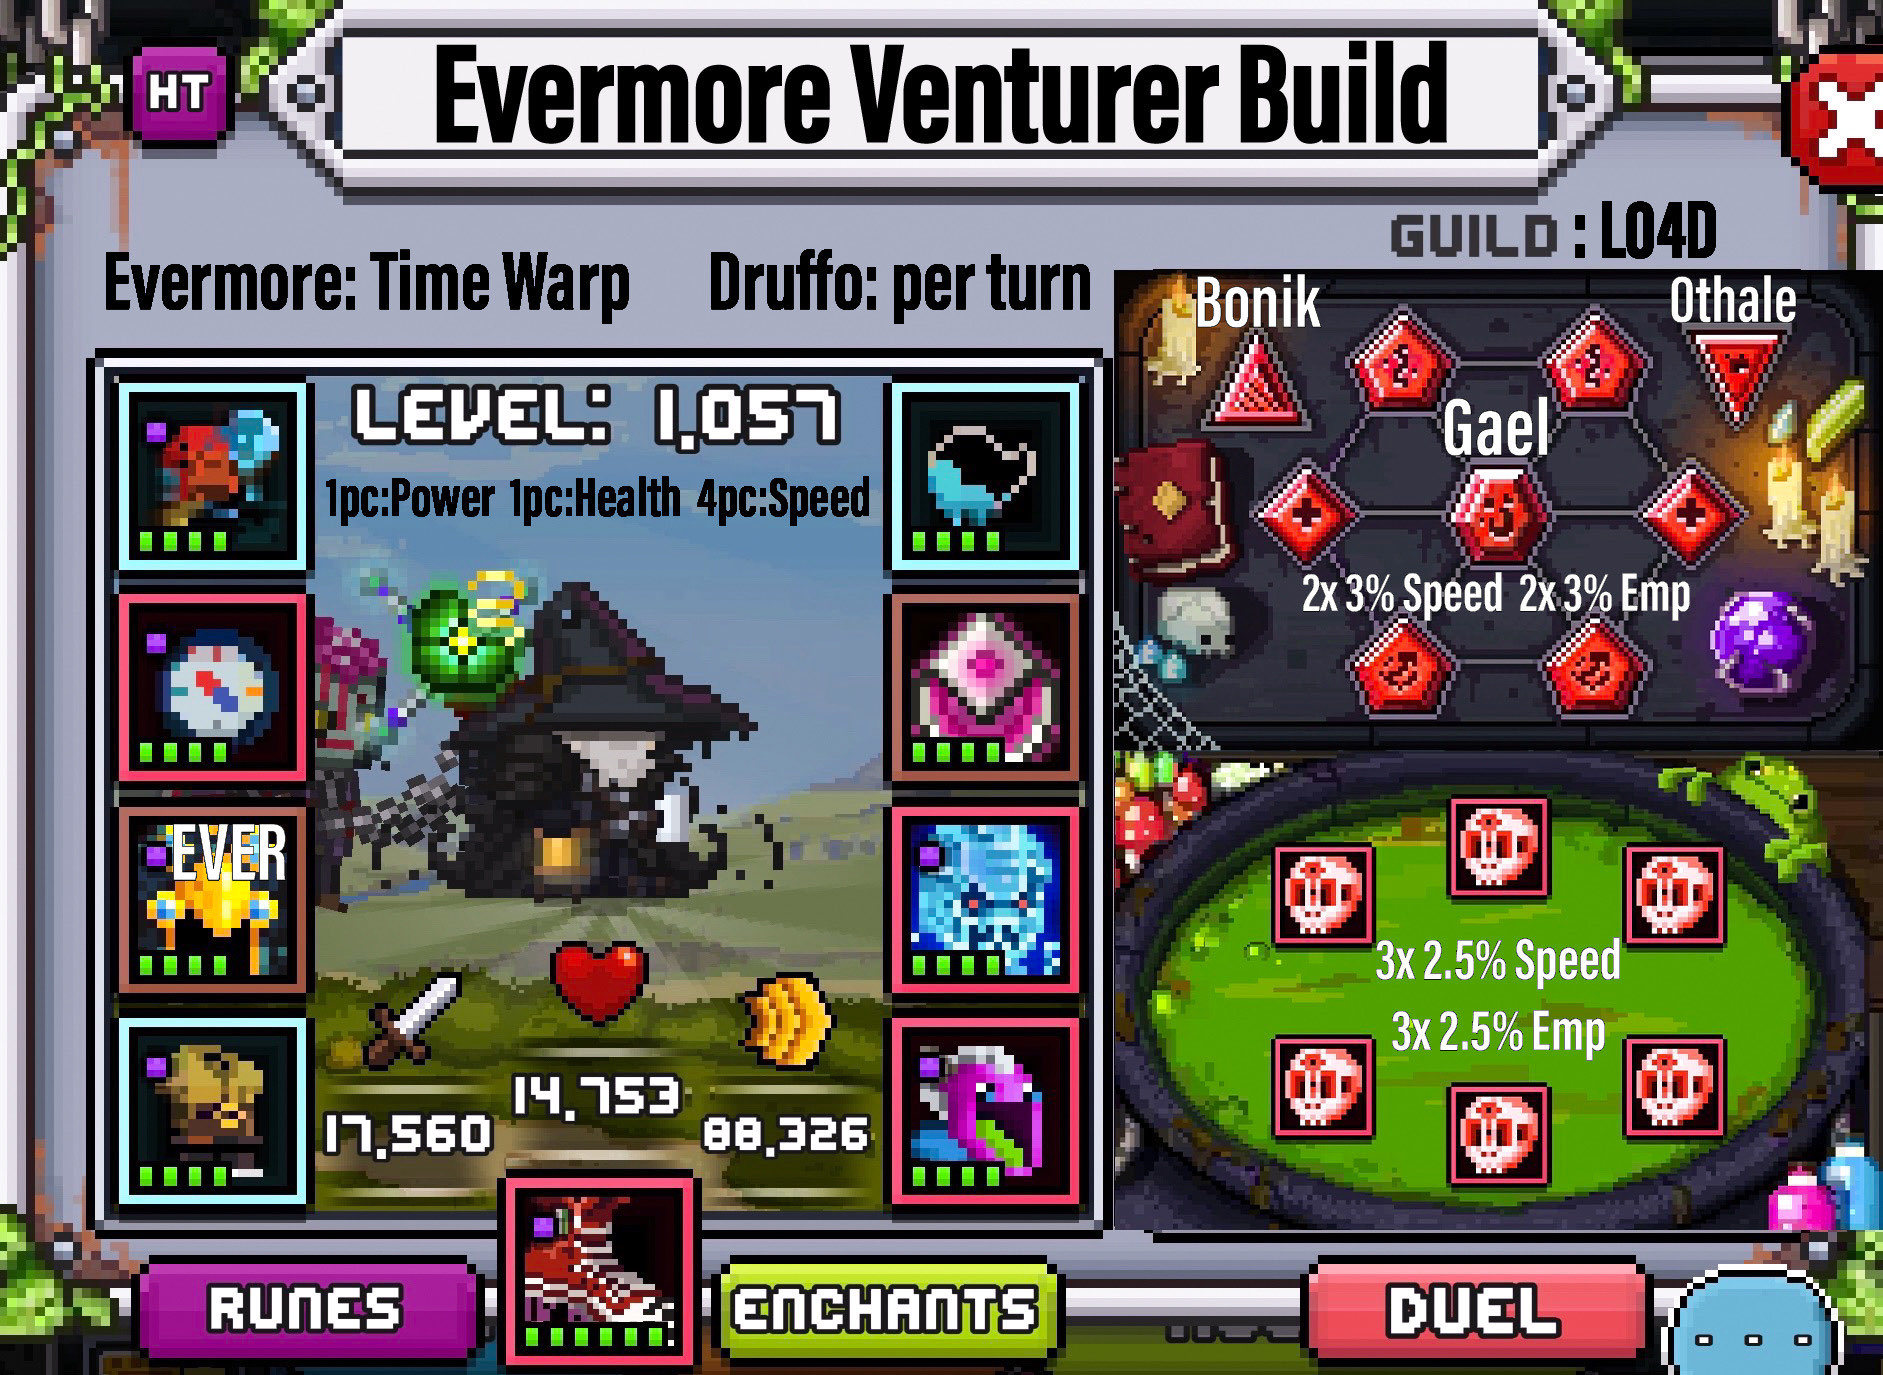 HT
Evermore Venturer Build
GUILD : L04D
Evermore: Time Warp Druffo: per turn
Bonik
Othale
Gael
LEVEL: 1,057
1pc:Power 1pc:Health 4pc:Speed
2x 3% Speed 2x 3% Emp
EVER
3x 2.5% Speed
3x 2.5% Emp
17,560
14,753
88,326
RUNES
ENCHANTS
DUEL